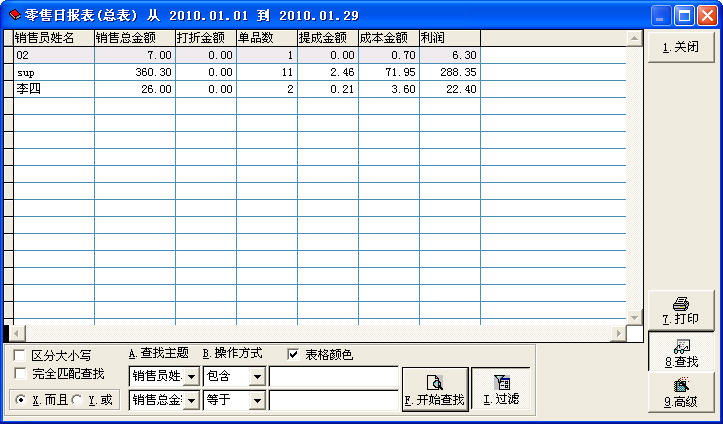 零售日报表(总表) 从 2010.01.01 到 2010.01.29
销售员姓名 销售总金额 打折金额 单品数 提成金额 成本金额 利润
02 7.00 0.00 1 0.00 0.70 6.30
sup 360.30 0.00 11 2.46 71.95 288.35
李四 26.00 0.00 2 0.21 3.60 22.40
1.关闭
7.打印
8.查找
9.高级
区分大小写 A.查找主题 B.操作方式 表格颜色
完全匹配查找 销售员姓 包含
X.而且 Y.或 销售总金 等于
F.开始查找 I.过滤